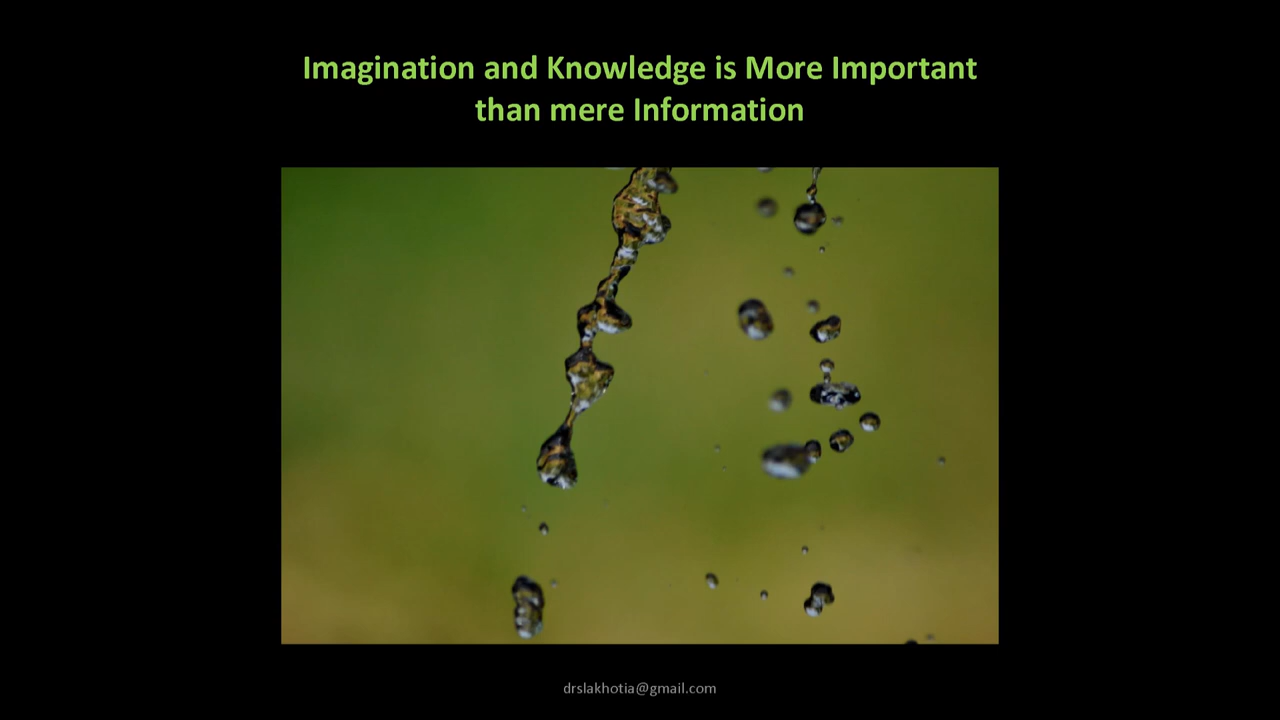 Imagination and Knowledge is More Important
than mere Information
drslakhotia@gmail.com